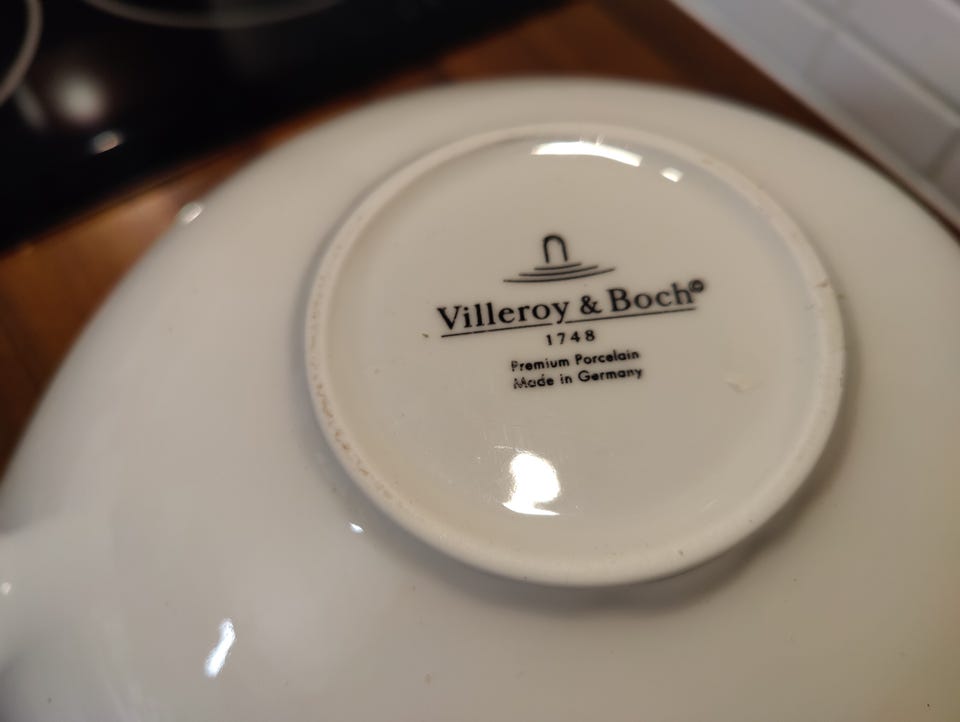 Villeroy & Boch©
1748
Premium Porcelain
Made in Germany